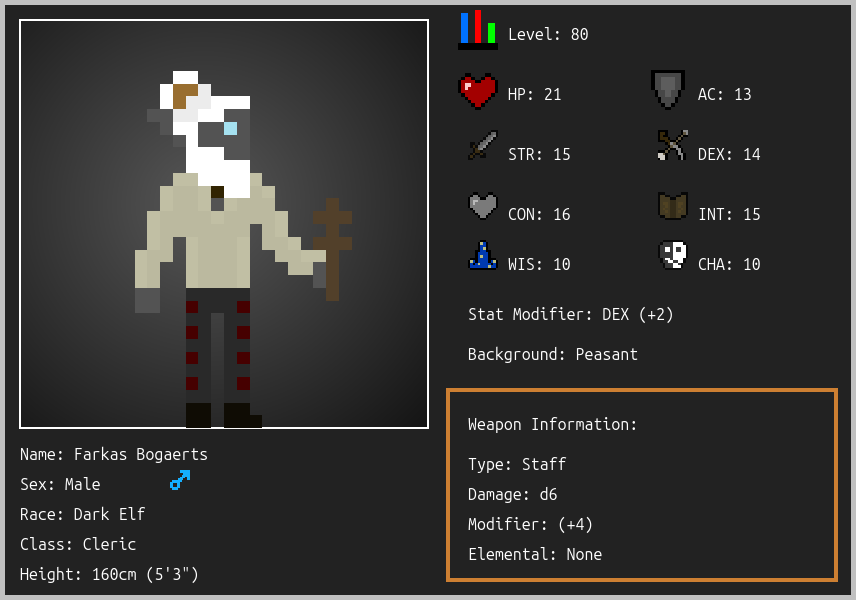 Level: 80
HP: 21
AC: 13
STR: 15
DEX: 14
CON: 16
INT: 15
WIS: 10
CHA: 10
Stat Modifier: DEX (+2)
Background: Peasant
Weapon Information:
Type: Staff
Damage: d6
Modifier: (+4)
Elemental: None
Name: Farkas Bogaerts
Sex: Male
Race: Dark Elf
Class: Cleric
Height: 160cm (5'3")